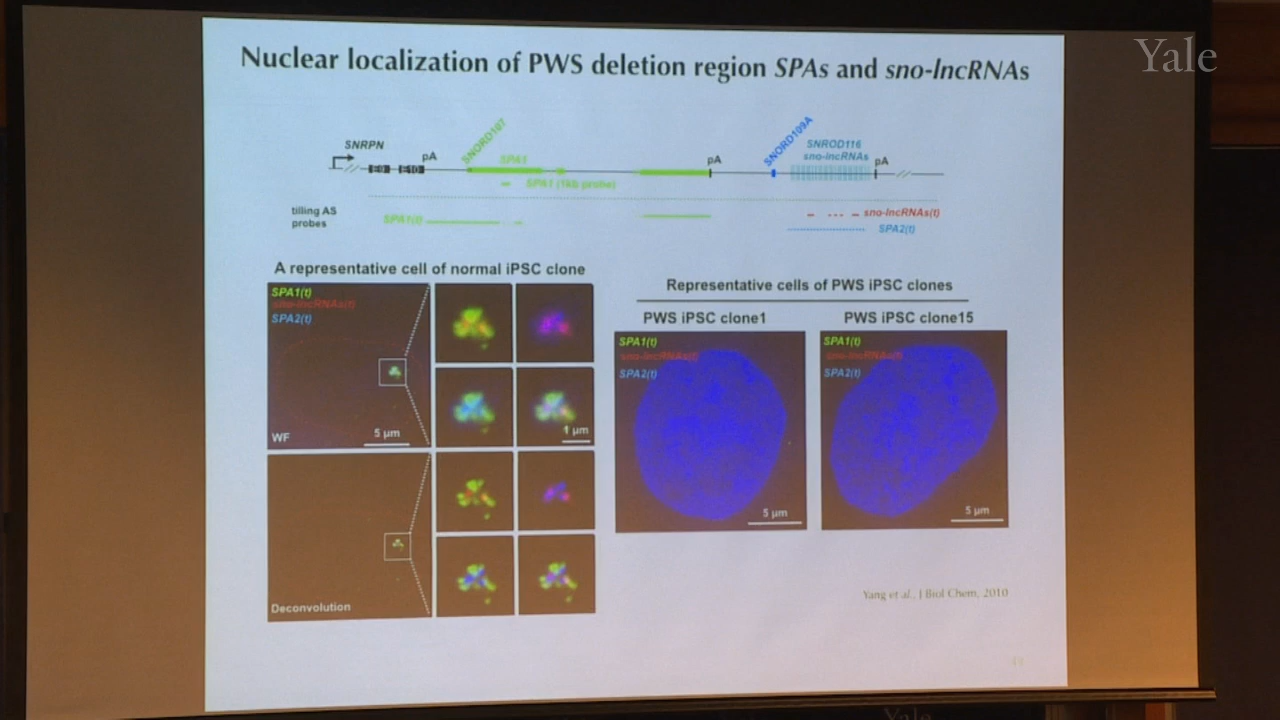 Nuclear localization of PWS deletion region SPAs and sno-lncRNAs
Yale
SNRPN
pA
SNORD107
SPA1
pA
SNORD109A
SNROD116
sno-lncRNAs
pA
E9
E10
SPA1 (1kb probe)
tilling AS
probes
SPA1(t)
sno-lncRNAs(t)
SPA2(t)
A representative cell of normal iPSC clone
SPA1(t)
sno-lncRNAs(t)
SPA2(t)
WF
5 μm
1 μm
Deconvolution
Representative cells of PWS iPSC clones
PWS iPSC clone1
PWS iPSC clone15
SPA1(t)
sno-lncRNAs(t)
SPA2(t)
5 μm
SPA1(t)
sno-lncRNAs(t)
SPA2(t)
5 μm
Yang et al., J Biol Chem, 2010
Yale